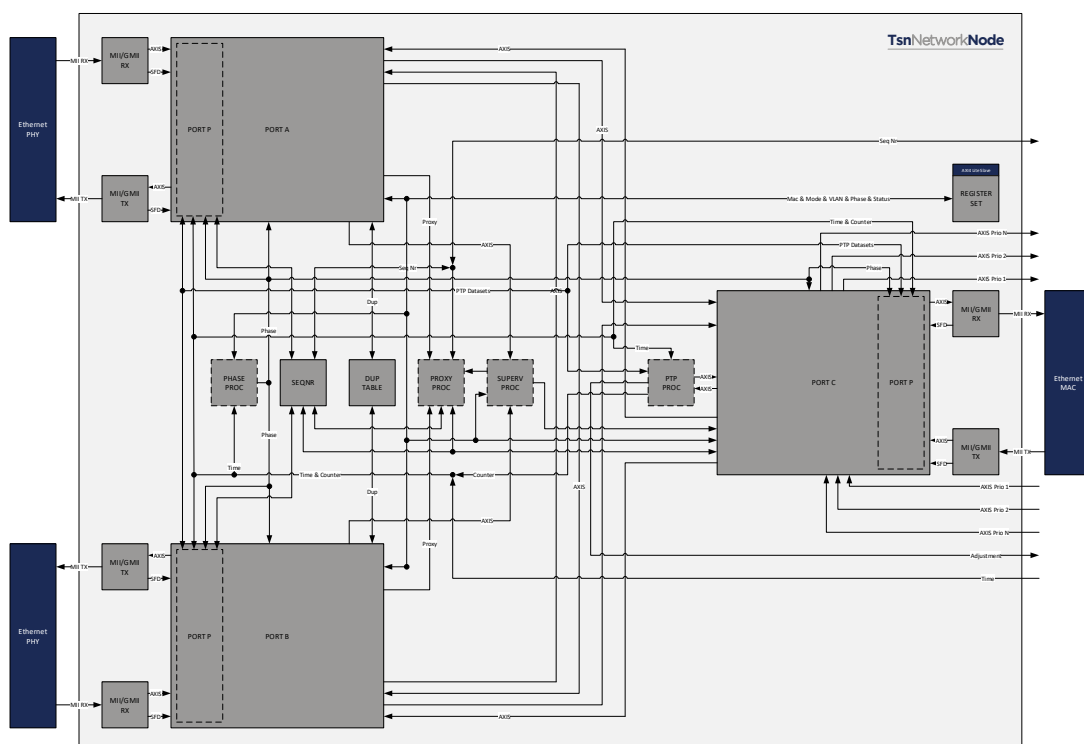 TsnNetworkNode
Ethernet
PHY
MII RX
MII/GMII
RX
AXIS
SFD
PORT P
PORT A
MII TX
MII/GMII
TX
AXIS
SFD
AXIS
AXIS
Seq Nr
AXI4 LiteSlave
REGISTER
SET
Mac & Mode & VLAN & Phase & Status
Proxy
Time & Counter
AXIS Prio N
AXIS
PTP Datasets
AXIS Prio 2
Seq Nr
Phase
AXIS Prio 1
PTP Datasets
AXIS
Dup
Phase
Time
PHASE
PROC
SEQNR
DUP
TABLE
PROXY
PROC
SUPERV
PROC
PTP
PROC
AXIS
AXIS
PORT C
PORT P
AXIS
SFD
MII/GMII
RX
MII RX
Ethernet
MAC
AXIS
SFD
MII/GMII
TX
MII TX
Phase
Time
Time & Counter
Counter
AXIS
AXIS Prio 1
Dup
AXIS Prio 2
AXIS
AXIS Prio N
Proxy
Adjustment
Time
Ethernet
PHY
MII TX
MII/GMII
TX
AXIS
SFD
PORT P
PORT B
MII RX
MII/GMII
RX
AXIS
SFD
AXIS